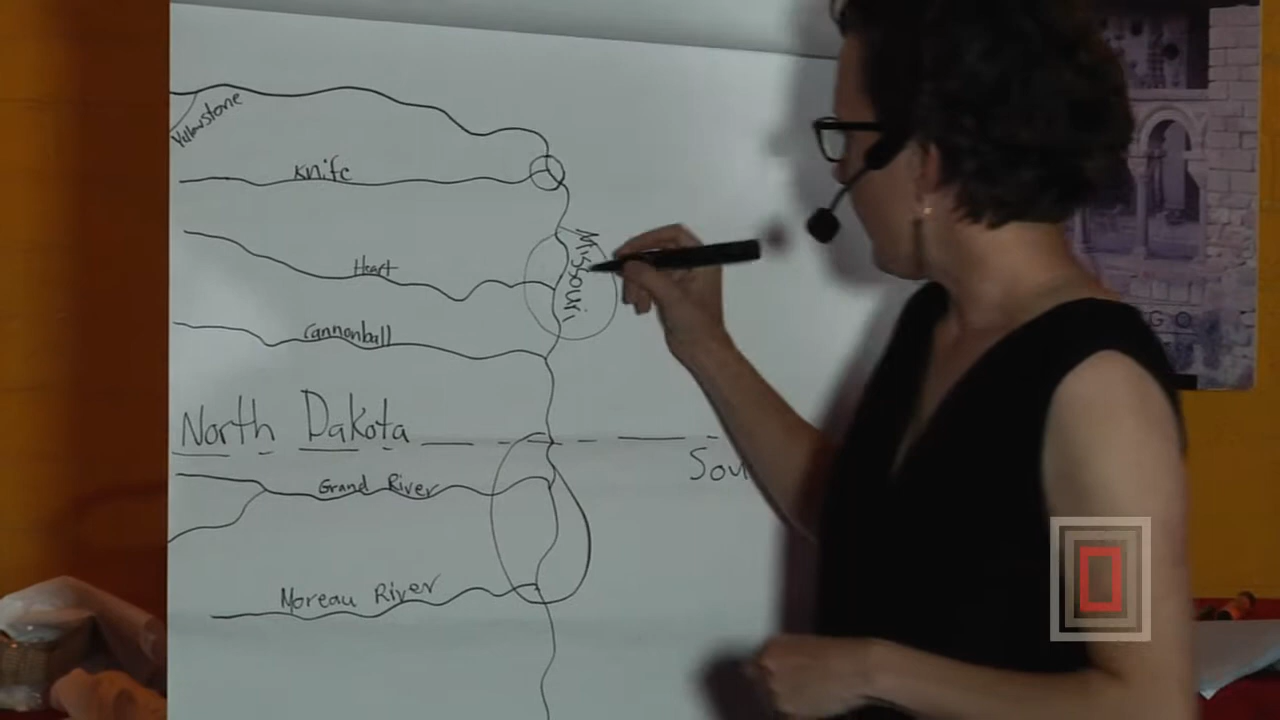 Yellowstone
Knife
Missouri
Heart
Cannonball
North Dakota
Sou
Grand River
Moreau River